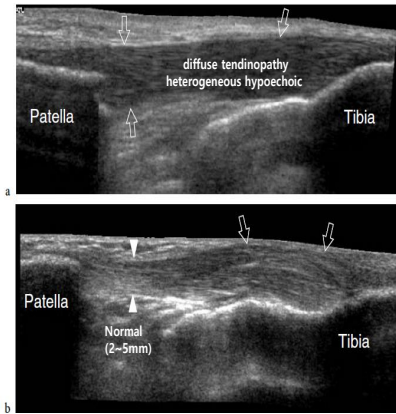 diffuse tendinopathy
heterogeneous hypoechoic
Patella
Tibia
a
Patella
Normal
(2~5mm)
Tibia
b